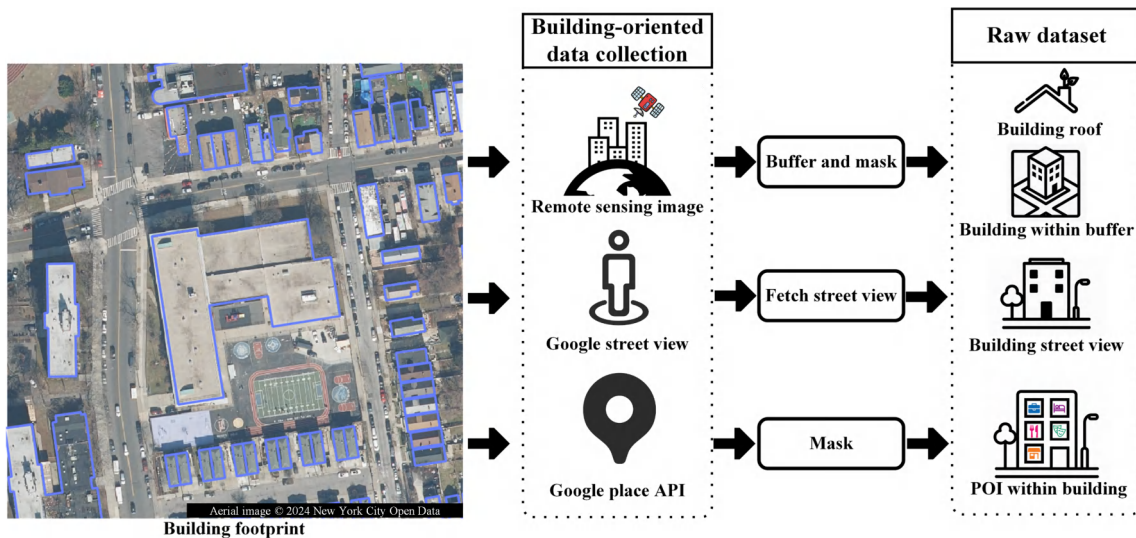 Building-oriented
data collection
Raw dataset
Building roof
Buffer and mask
Remote sensing image
Building within buffer
Fetch street view
Google street view
Building street view
Mask
Google place API
POI within building
Aerial image © 2024 New York City Open Data
Building footprint